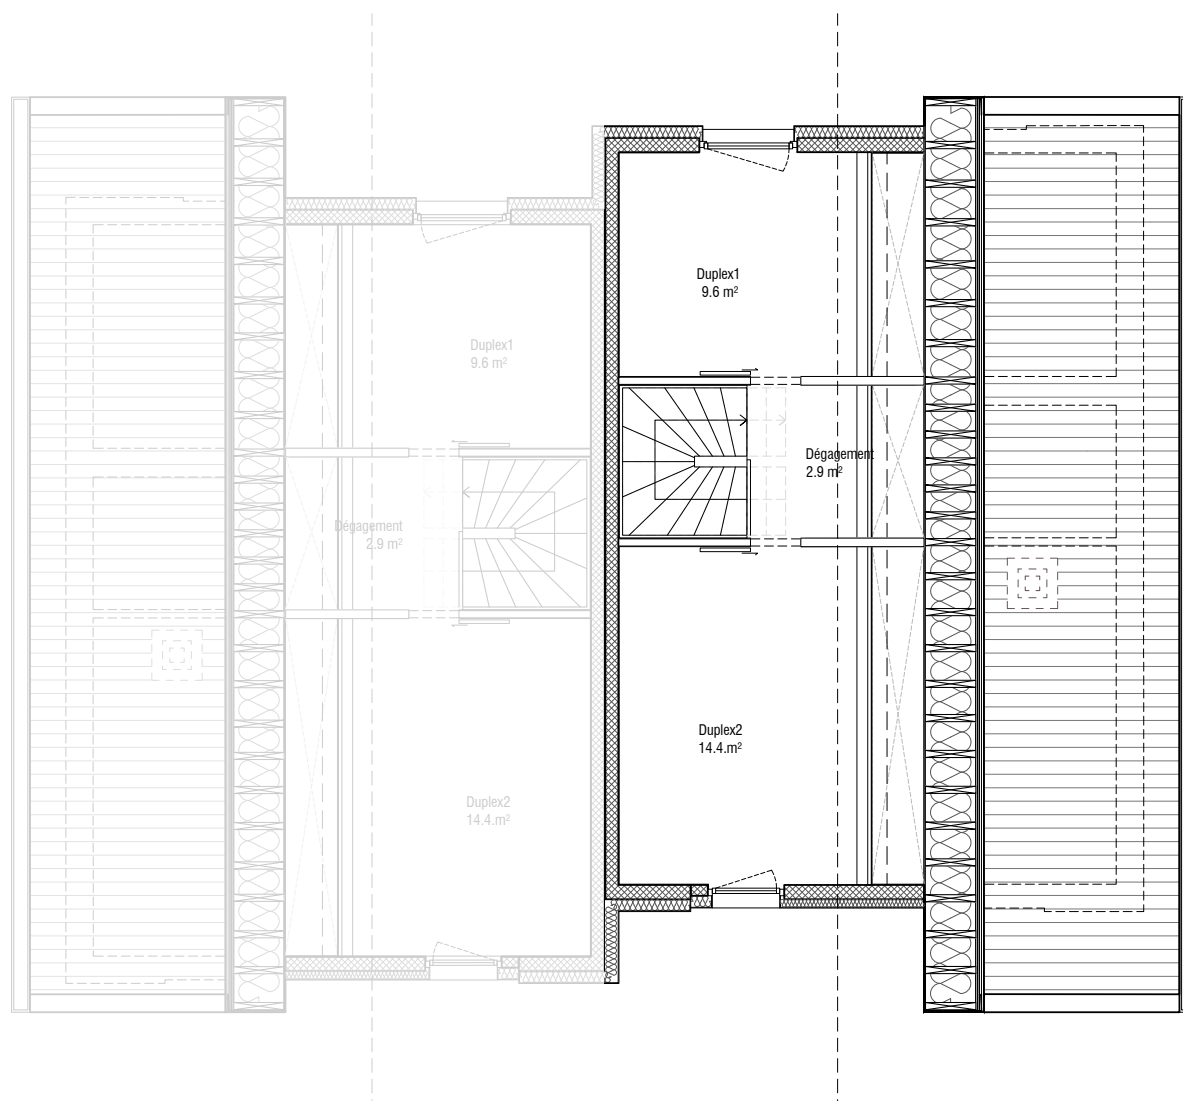 Duplex1
9.6 m²
Duplex1
9.6 m²
Dégagement
2.9 m²
Dégagement
2.9 m²
Duplex2
14.4.m²
Duplex2
14.4.m²